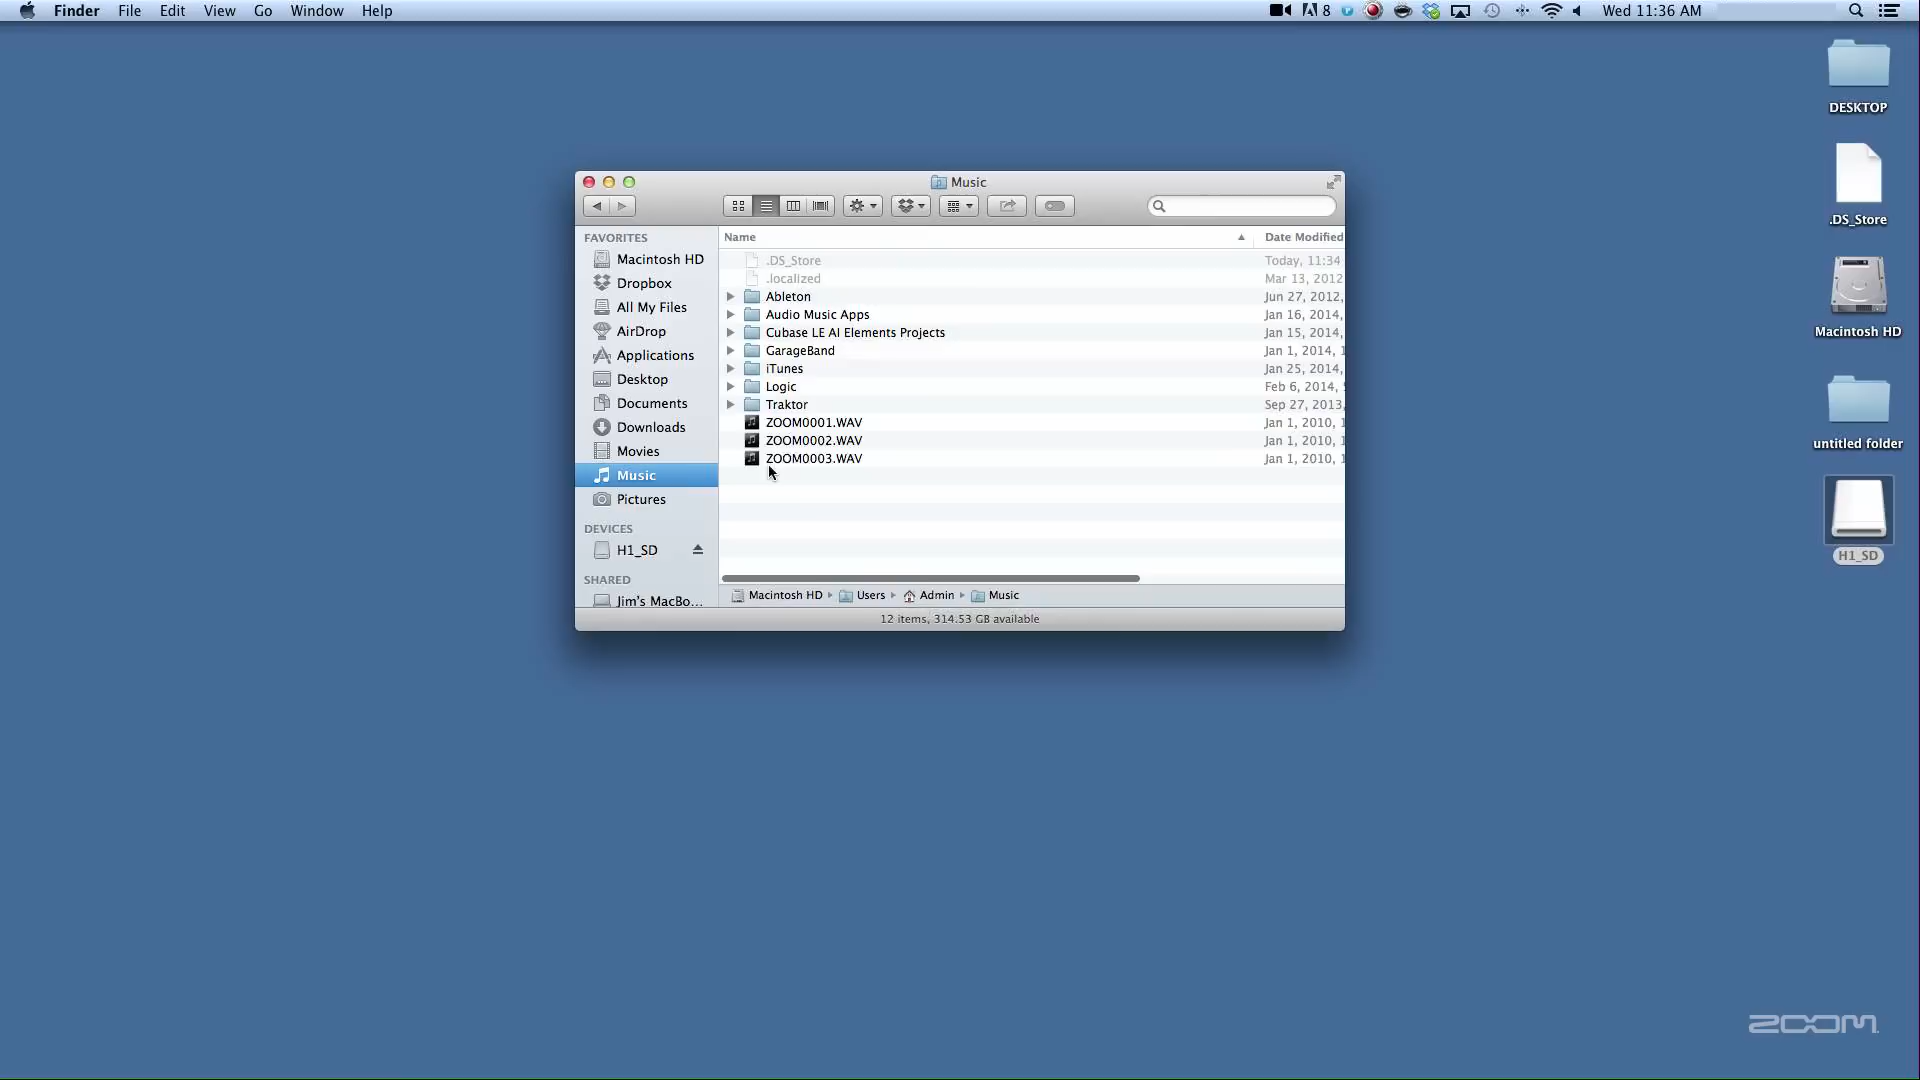 Finder File Edit View Go Window Help 8 Wed 11:36 AM
Music
FAVORITES
Macintosh HD
Dropbox
All My Files
AirDrop
Applications
Desktop
Documents
Downloads
Movies
Music
Pictures
DEVICES
H1_SD
SHARED
Jim's MacBo...
Name Date Modified
.DS_Store Today, 11:34
.localized Mar 13, 2012
Ableton Jun 27, 2012,
Audio Music Apps Jan 16, 2014,
Cubase LE AI Elements Projects Jan 15, 2014,
GarageBand Jan 1, 2014, 1
iTunes Jan 25, 2014,
Logic Feb 6, 2014,
Traktor Sep 27, 2013,
ZOOM0001.WAV Jan 1, 2010, 1
ZOOM0002.WAV Jan 1, 2010, 1
ZOOM0003.WAV Jan 1, 2010, 1
Macintosh HD Users Admin Music
12 items, 314.53 GB available
DESKTOP
.DS_Store
Macintosh HD
untitled folder
H1_SD
ZOOM